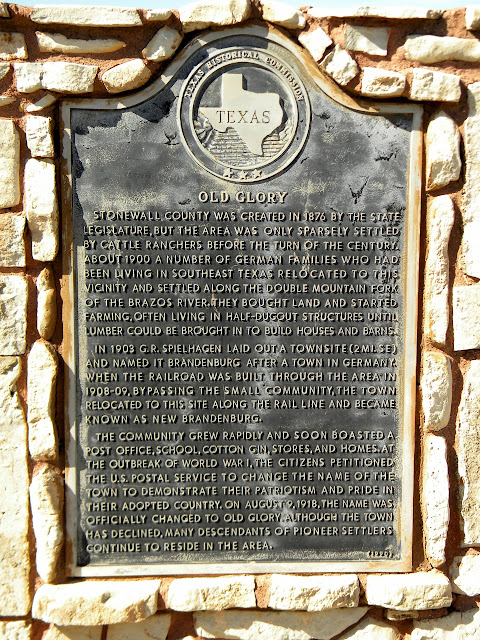 TEXAS HISTORICAL COMMISSION
TEXAS
OLD GLORY
STONEWALL COUNTY WAS CREATED IN 1876 BY THE STATE
LEGISLATURE, BUT THE AREA WAS ONLY SPARSELY SETTLED
BY CATTLE RANCHERS BEFORE THE TURN OF THE CENTURY.
ABOUT 1900 A NUMBER OF GERMAN FAMILIES WHO HAD
BEEN LIVING IN SOUTHEAST TEXAS RELOCATED TO THIS
VICINITY AND SETTLED ALONG THE DOUBLE MOUNTAIN FORK
OF THE BRAZOS RIVER. THEY BOUGHT LAND AND STARTED
FARMING, OFTEN LIVING IN HALF-DUGOUT STRUCTURES UNTIL
LUMBER COULD BE BROUGHT IN TO BUILD HOUSES AND BARNS.
IN 1903 G.R. SPIELHAGEN LAID OUT A TOWNSITE (2 MI. SE)
AND NAMED IT BRANDENBURG AFTER A TOWN IN GERMANY.
WHEN THE RAILROAD WAS BUILT THROUGH THE AREA IN
1908-09, BYPASSING THE SMALL COMMUNITY, THE TOWN
RELOCATED TO THIS SITE ALONG THE RAIL LINE AND BECAME
KNOWN AS NEW BRANDENBURG.
THE COMMUNITY GREW RAPIDLY AND SOON BOASTED A
POST OFFICE, SCHOOL, COTTON GIN, STORES, AND HOMES. AT
THE OUTBREAK OF WORLD WAR I, THE CITIZENS PETITIONED
THE U.S. POSTAL SERVICE TO CHANGE THE NAME OF THE
TOWN TO DEMONSTRATE THEIR PATRIOTISM AND PRIDE IN
THEIR ADOPTED COUNTRY. ON AUGUST 9, 1918, THE NAME WAS
OFFICIALLY CHANGED TO OLD GLORY. ALTHOUGH THE TOWN
HAS DECLINED, MANY DESCENDANTS OF PIONEER SETTLERS
CONTINUE TO RESIDE IN THE AREA.